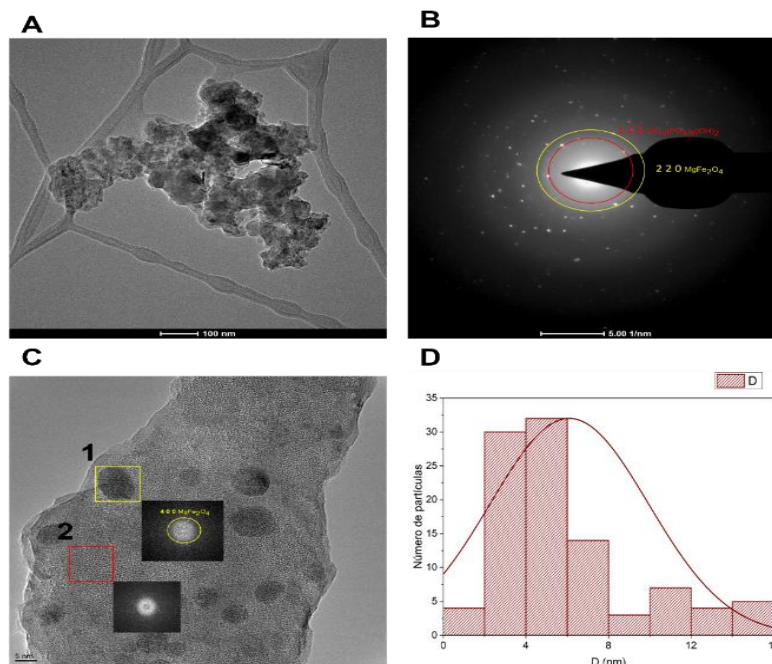 A
100 nm
B
2 2 0 MgFe₂O₄
5.00 1/nm
C
1
2
4 0 0 MgFe₂O₄
5 nm
D
D
Número de partículas
35
30
25
20
15
10
5
0
0
4
8
12
D (nm)